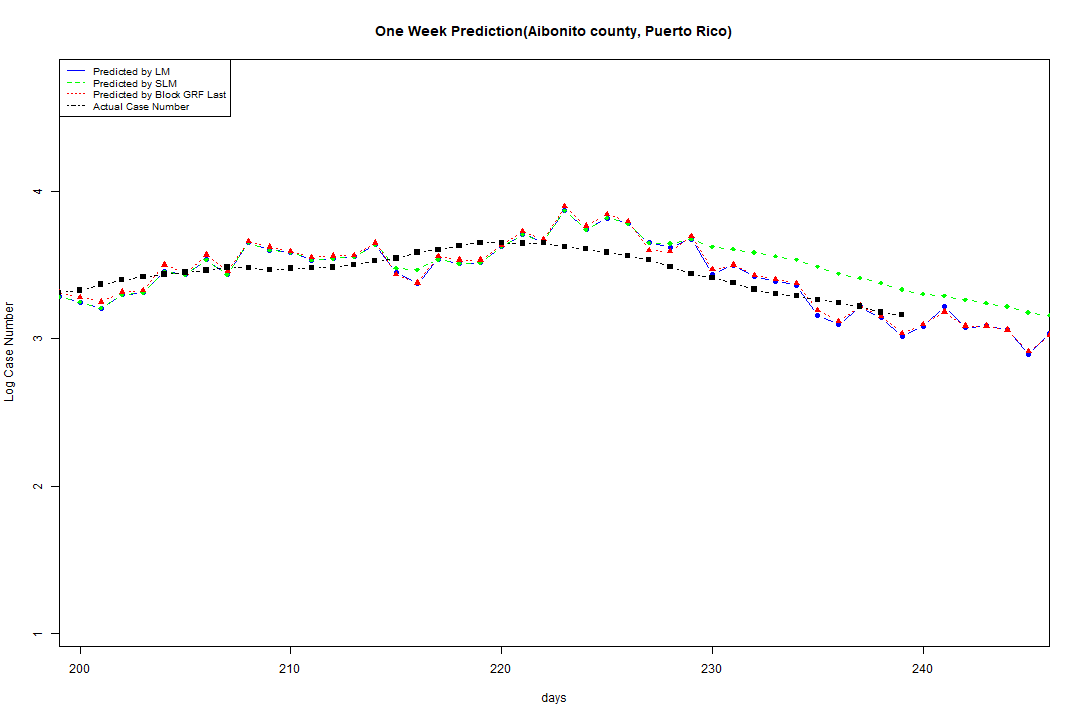 One Week Prediction(Aibonito county, Puerto Rico)
Predicted by LM
Predicted by SLM
Predicted by Block GRF Last
Actual Case Number
4
3
2
1
Log Case Number
200 210 220 230 240
days